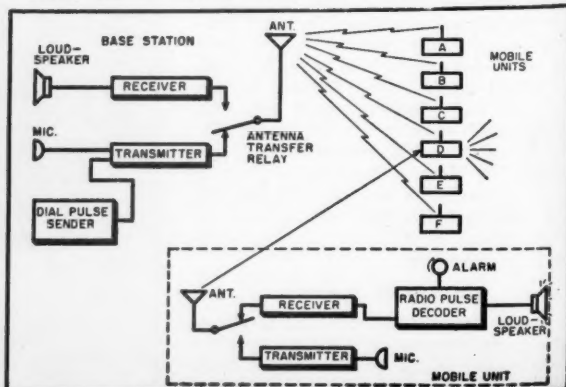 BASE STATION
ANT.
LOUD-
SPEAKER
RECEIVER
MIC.
TRANSMITTER
ANTENNA
TRANSFER
RELAY
DIAL PULSE
SENDER
MOBILE
UNITS
A
B
C
D
E
F
ANT.
RECEIVER
TRANSMITTER
MIC.
ALARM
RADIO PULSE
DECODER
LOUD-
SPEAKER
MOBILE UNIT